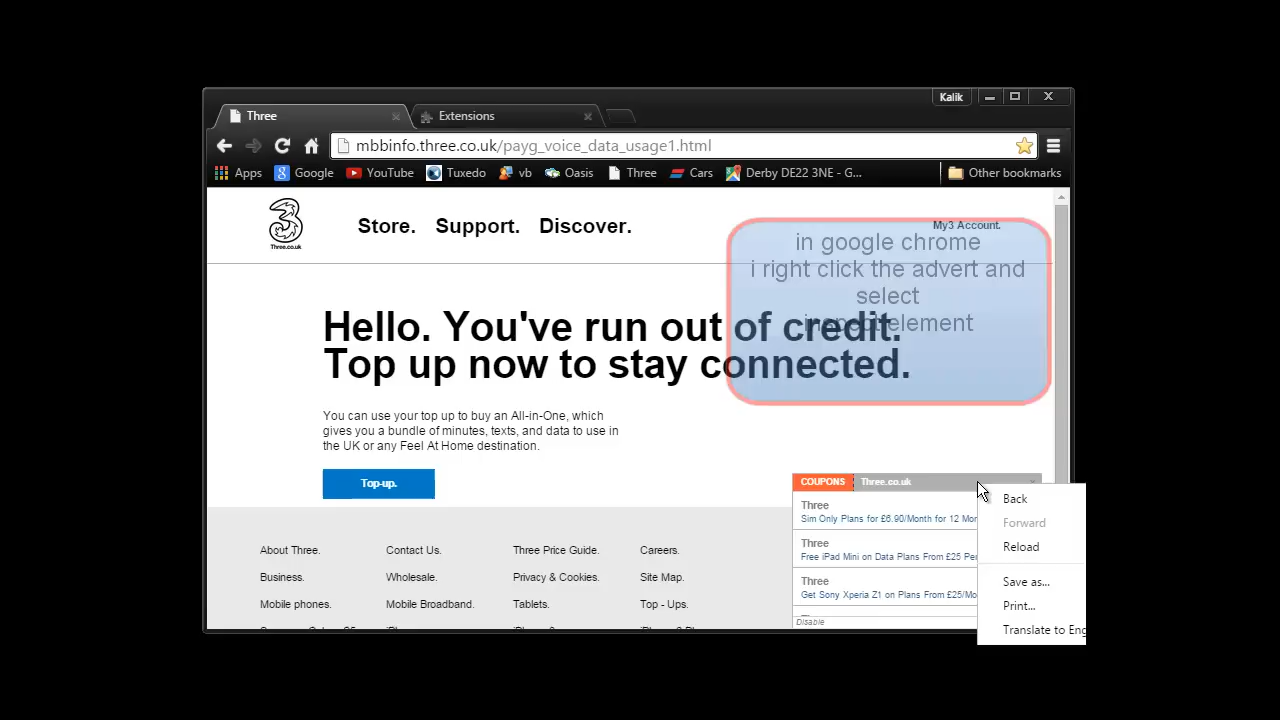 Kalik
Three
Extensions
mbbinfo.three.co.uk/payg_voice_data_usage1.html
Apps Google YouTube Tuxedo vb Oasis Three Cars Derby DE22 3NE - G... Other bookmarks
3
Three.co.uk
Store. Support. Discover.
My3 Account.
in google chrome
i right click the advert and
select
inspect element
Hello. You've run out of credit.
Top up now to stay connected.
You can use your top up to buy an All-in-One, which
gives you a bundle of minutes, texts, and data to use in
the UK or any Feel At Home destination.
Top-up.
COUPONS Three.co.uk
Three
Sim Only Plans for £6.90/Month for 12 Mon
Three
Free iPad Mini on Data Plans From £25 Per
Three
Get Sony Xperia Z1 on Plans From £25/Mo
Disable
Back
Forward
Reload
Save as...
Print...
Translate to Eng
About Three. Contact Us. Three Price Guide. Careers.
Business. Wholesale. Privacy & Cookies. Site Map.
Mobile phones. Mobile Broadband. Tablets. Top - Ups.